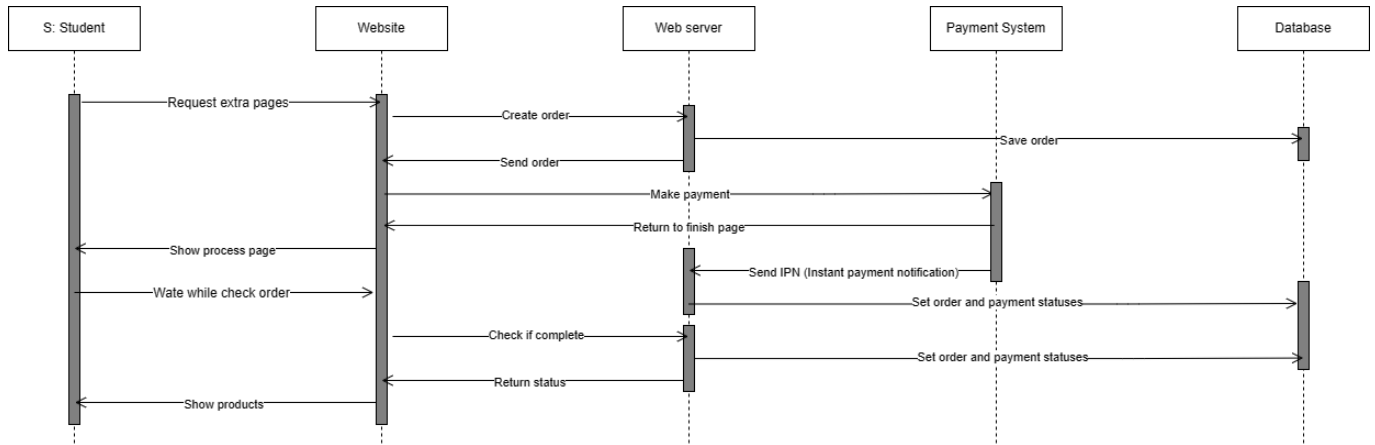 S: Student
Website
Web server
Payment System
Database
Request extra pages
Create order
Save order
Send order
Make payment
Return to finish page
Show process page
Send IPN (Instant payment notification)
Wate while check order
Set order and payment statuses
Check if complete
Set order and payment statuses
Return status
Show products